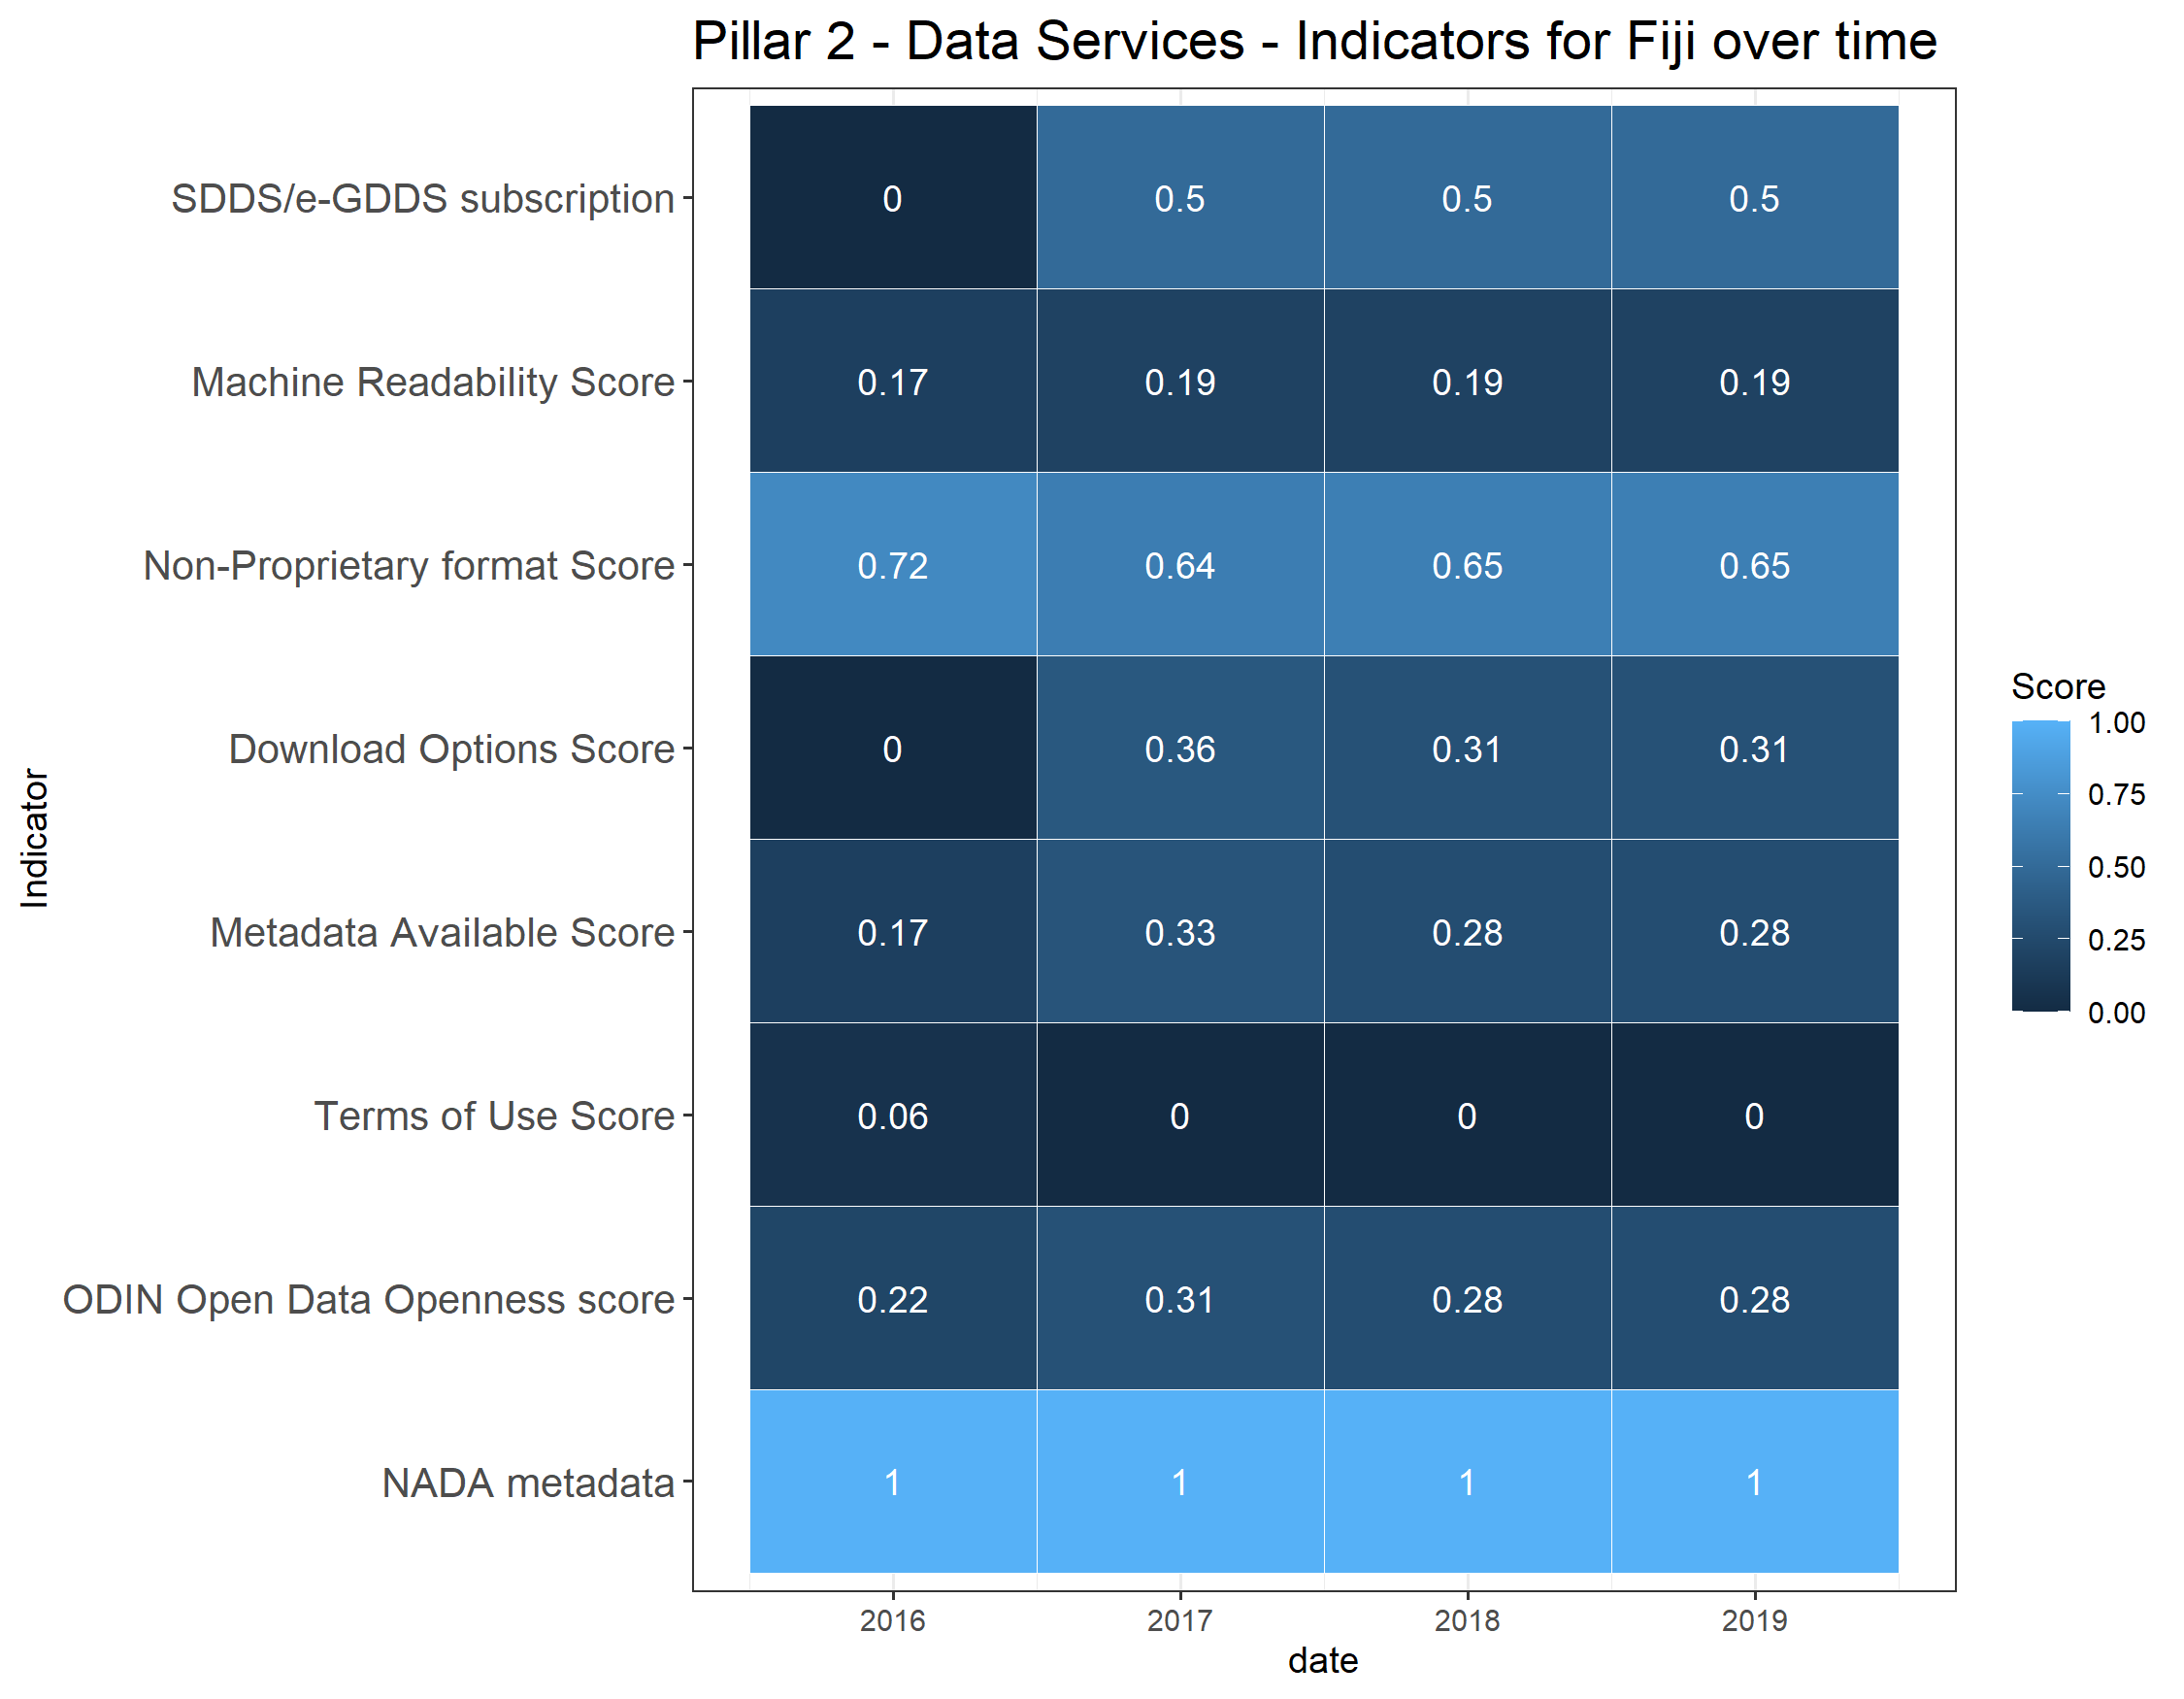 Pillar 2 - Data Services - Indicators for Fiji over time
SDDS/e-GDDS subscription 0 0.5 0.5 0.5
Machine Readability Score 0.17 0.19 0.19 0.19
Non-Proprietary format Score 0.72 0.64 0.65 0.65
Download Options Score 0 0.36 0.31 0.31
Metadata Available Score 0.17 0.33 0.28 0.28
Terms of Use Score 0.06 0 0 0
ODIN Open Data Openness score 0.22 0.31 0.28 0.28
NADA metadata 1 1 1 1
2016 2017 2018 2019
date
Indicator
Score
1.00
0.75
0.50
0.25
0.00